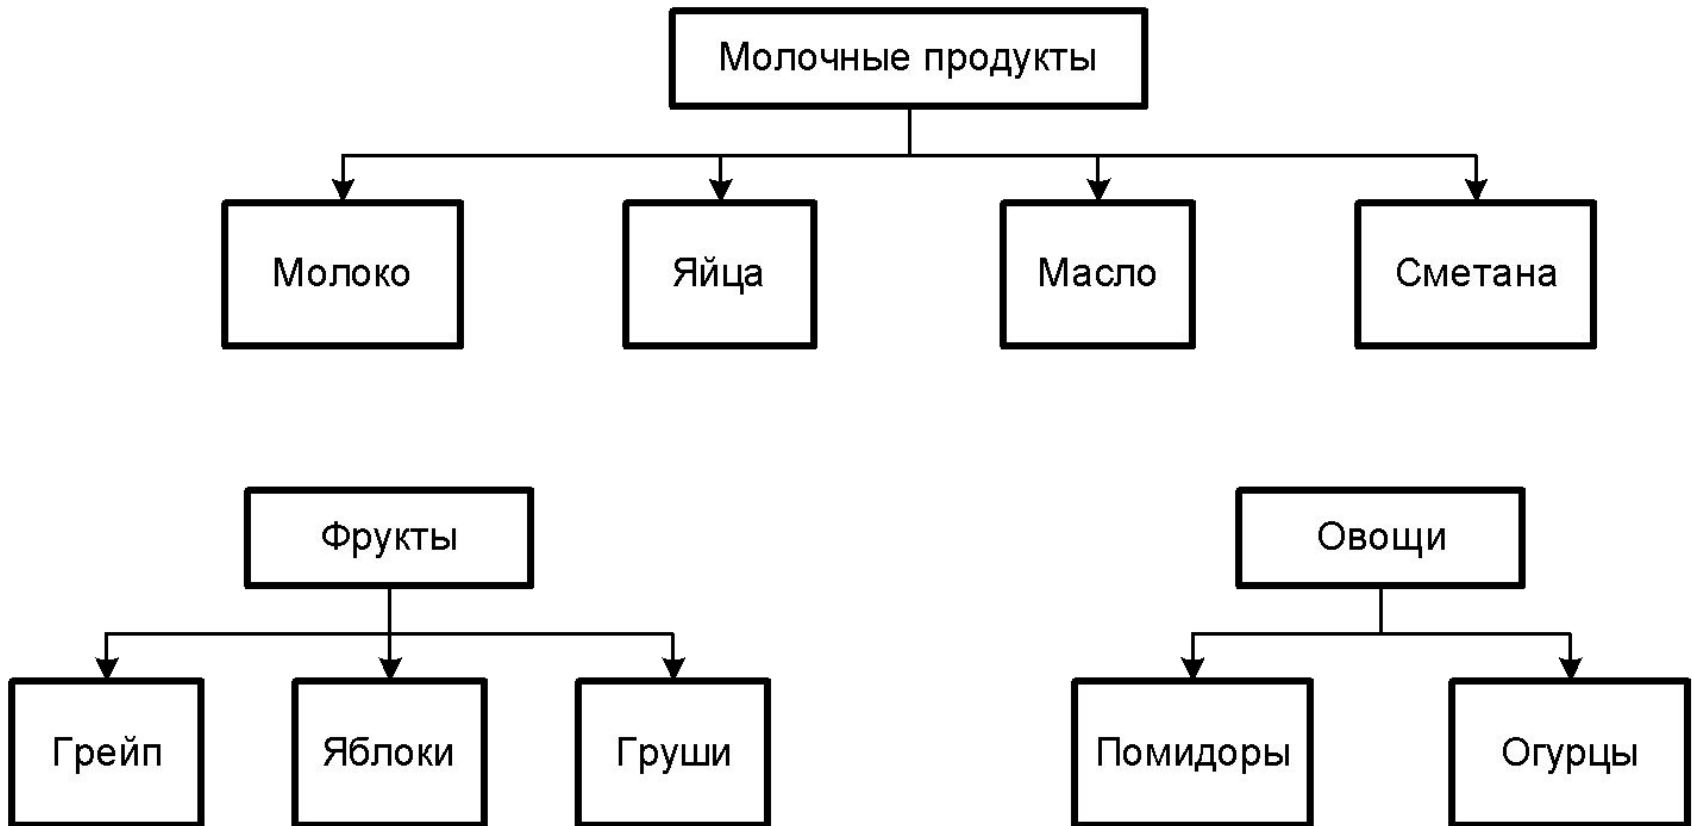 Молочные продукты
Молоко
Яйца
Масло
Сметана
Фрукты
Овощи
Грейп
Яблоки
Груши
Помидоры
Огурцы